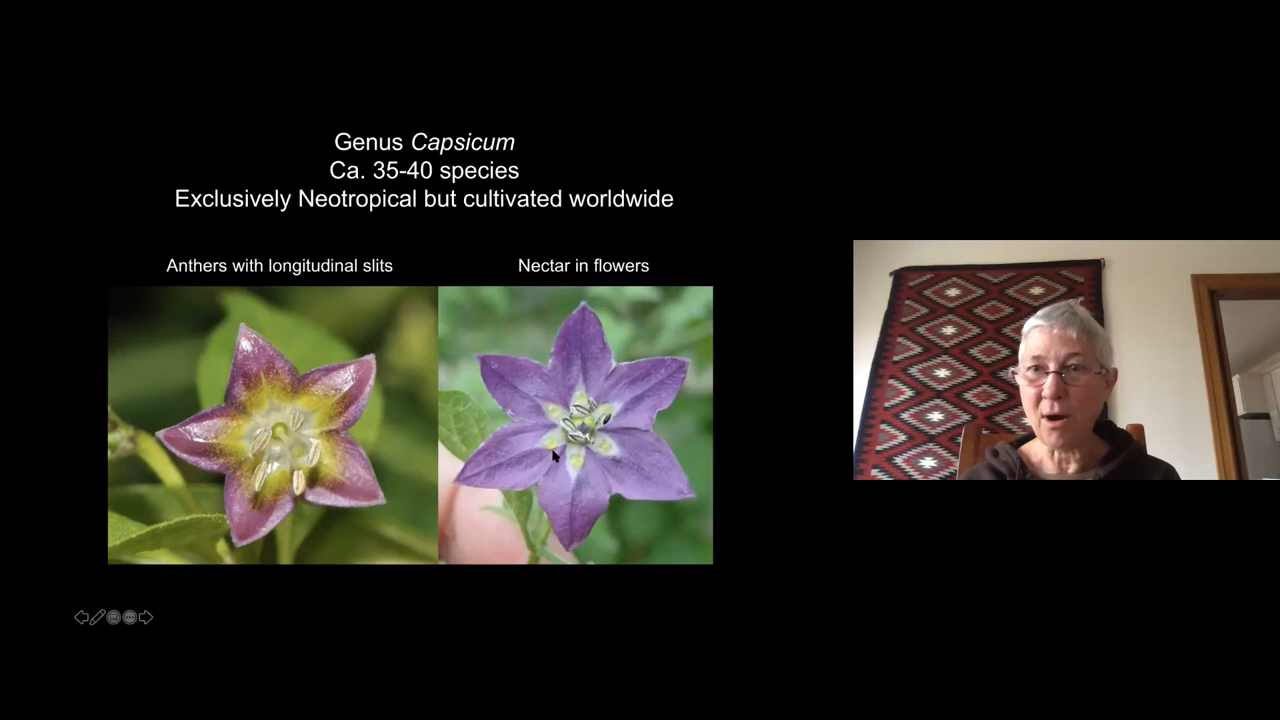 Genus Capsicum
Ca. 35-40 species
Exclusively Neotropical but cultivated worldwide
Anthers with longitudinal slits
Nectar in flowers